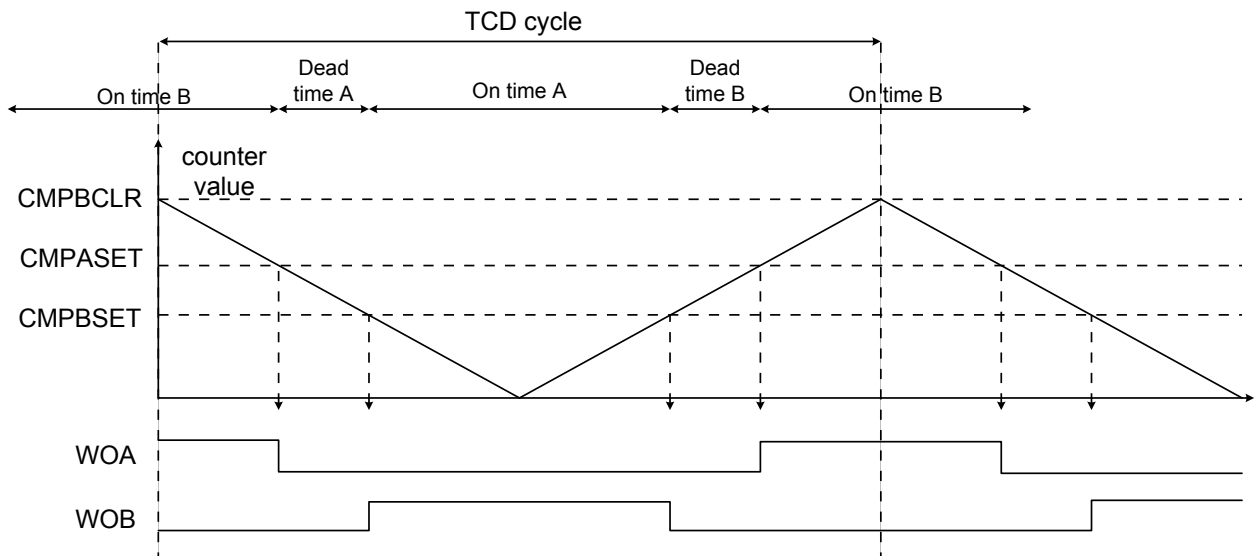 TCD cycle
Dead
time A
Dead
time B
On time B
On time A
On time B
counter
value
CMPBCLR
CMPASET
CMPBSET
WOA
WOB